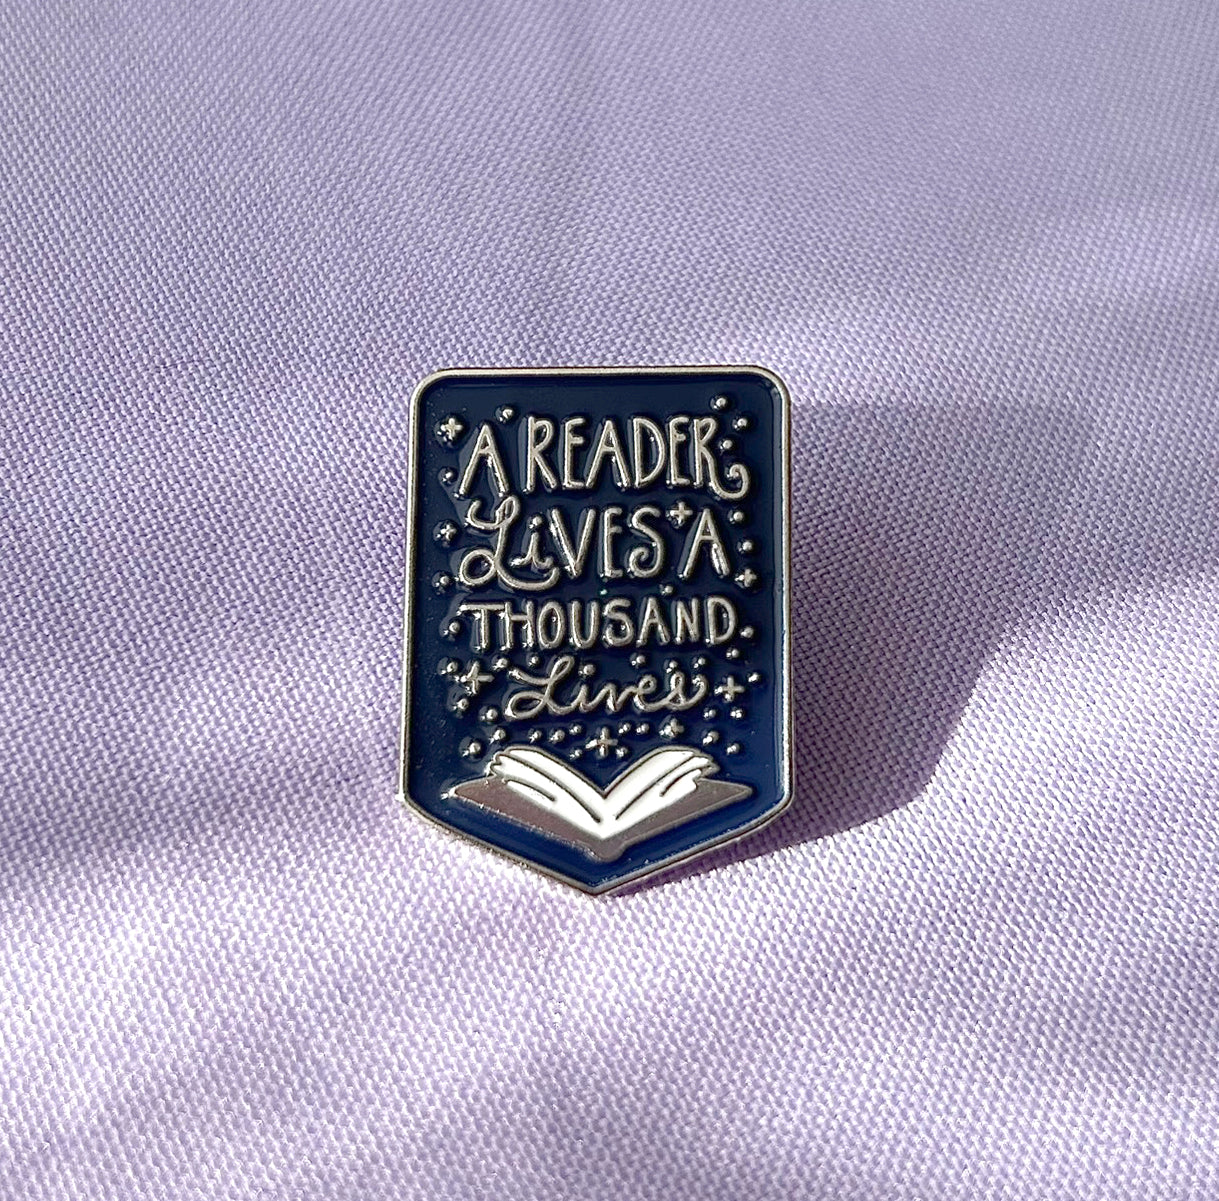 A READER
LiVES A
THOUSAND
Lives